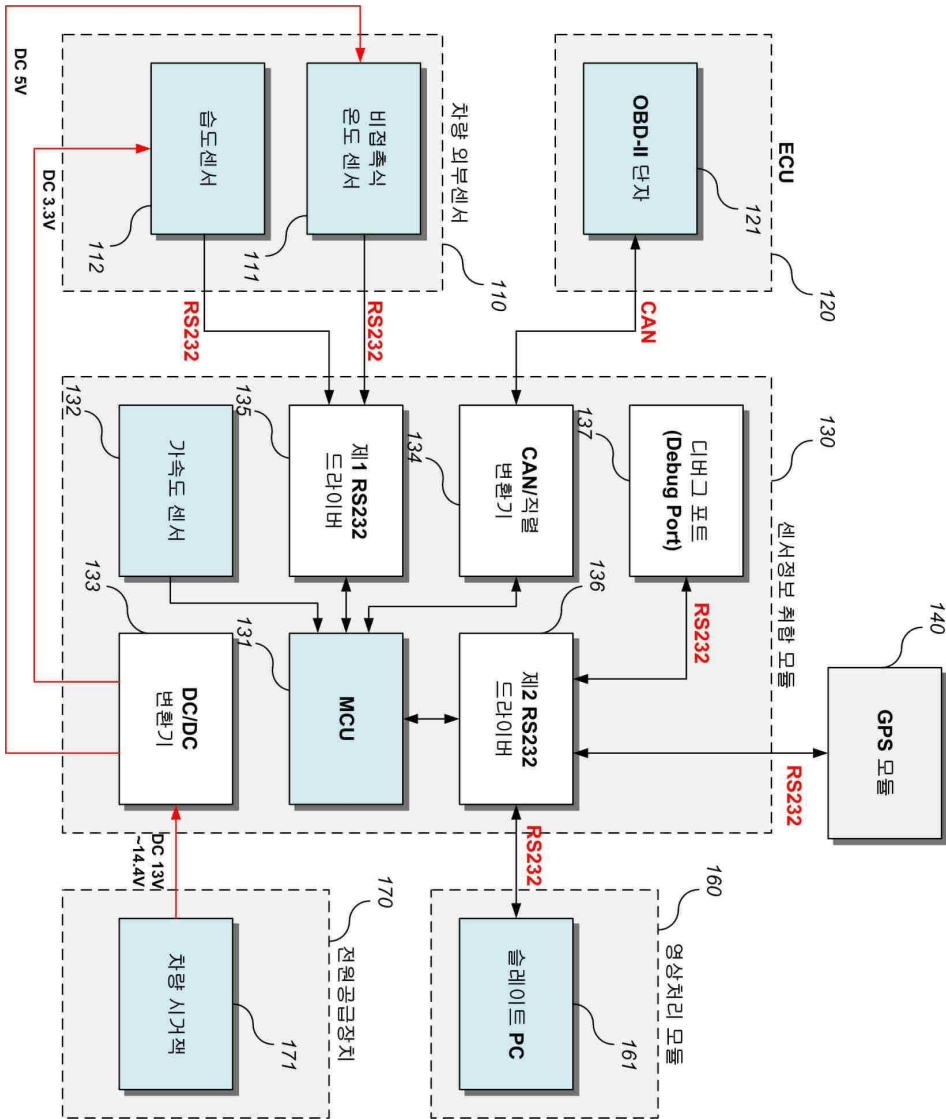 ECU
120
OBD-II 단자
121
CAN
차량 외부센서
110
비접촉식
온도 센서
111
RS232
습도센서
112
RS232
DC 5V
DC 3.3V
센서정보 취합 모듈
130
디버그 포트
(Debug Port)
137
RS232
CAN/직렬
변환기
134
제1 RS232
드라이버
135
가속도 센서
132
제2 RS232
드라이버
136
MCU
131
DC/DC
변환기
133
GPS 모듈
140
RS232
RS232
영상처리 모듈
160
슬레이트 PC
161
전원공급장치
170
차량 시거잭
171
DC 13V
~14.4V